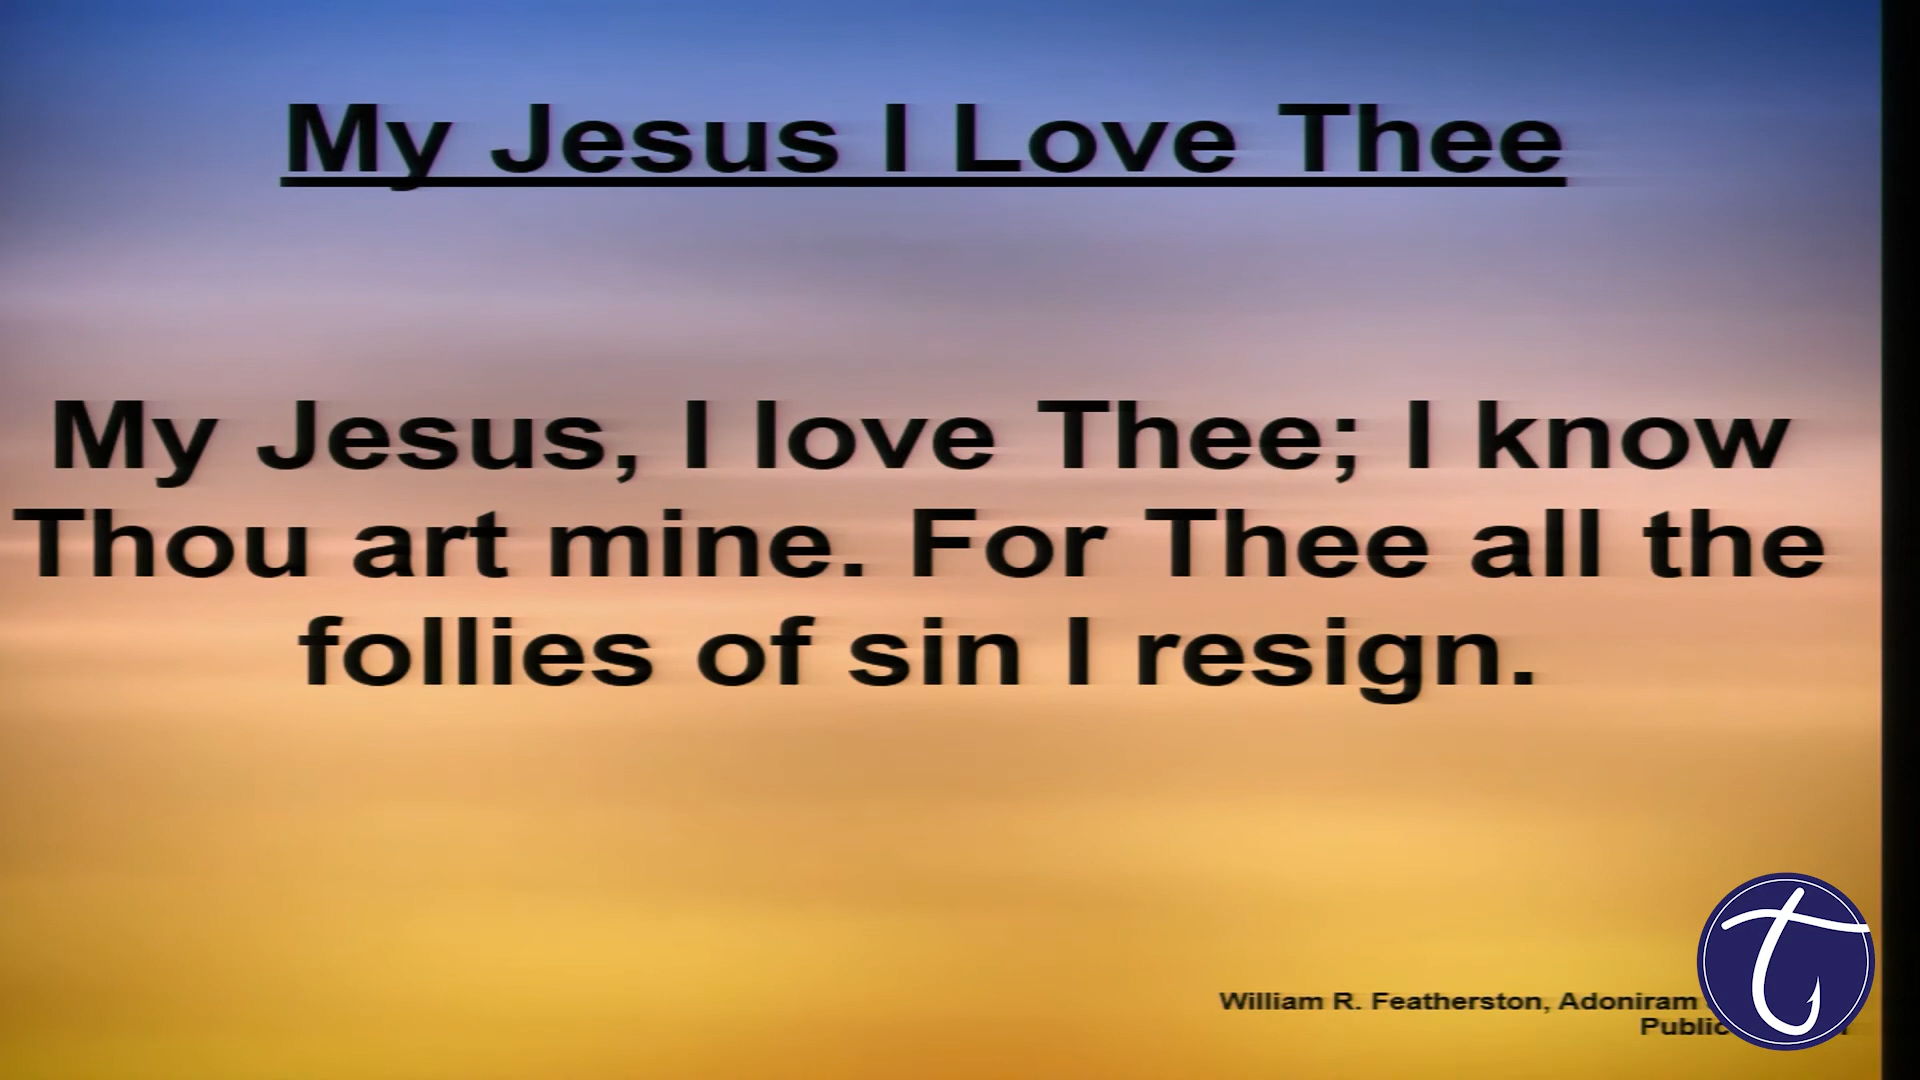 My Jesus I Love Thee
My Jesus, I love Thee; I know
Thou art mine. For Thee all the
follies of sin I resign.
William R. Featherston, Adoniram
Public